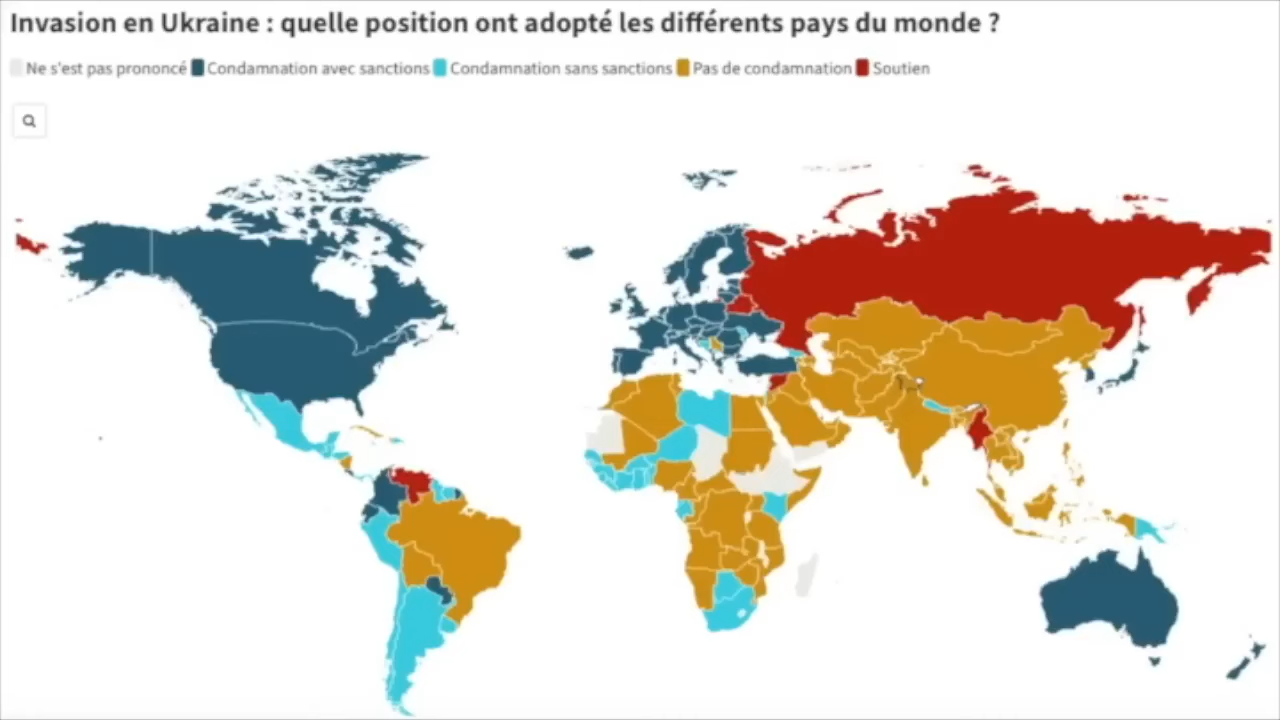 Invasion en Ukraine : quelle position ont adopté les différents pays du monde ?
Ne s'est pas prononcé Condamnation avec sanctions Condamnation sans sanctions Pas de condamnation Soutien